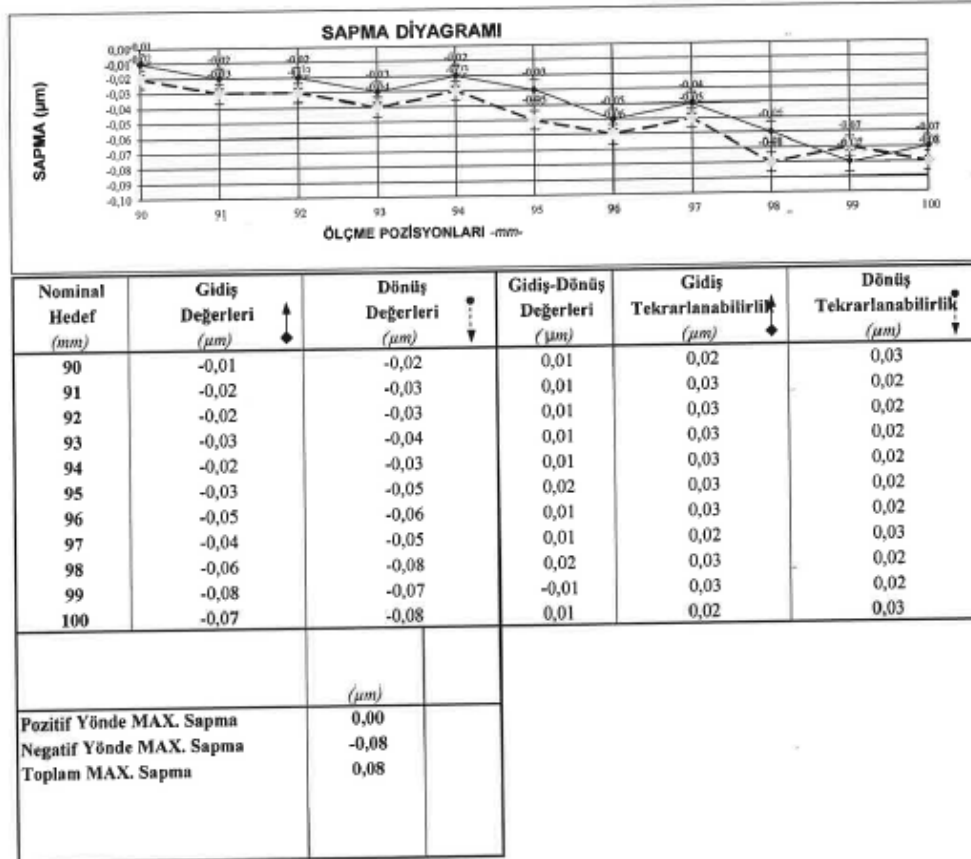 SAPMA DİYAGRAMI
SAPMA (µm)
0,00
-0,01
-0,02
-0,03
-0,04
-0,05
-0,06
-0,07
-0,08
-0,09
-0,10
90 91 92 93 94 95 96 97 98 99 100
ÖLÇME POZİSYONLARI -mm-
Nominal Hedef (mm) Gidiş Değerleri (µm) Dönüş Değerleri (µm) Gidiş-Dönüş Değerleri (µm) Gidiş Tekrarlanabilirlik (µm) Dönüş Tekrarlanabilirlik (µm)
90 -0,01 -0,02 0,01 0,02 0,03
91 -0,02 -0,03 0,01 0,03 0,02
92 -0,02 -0,03 0,01 0,03 0,02
93 -0,03 -0,04 0,01 0,03 0,02
94 -0,02 -0,03 0,01 0,03 0,02
95 -0,03 -0,05 0,02 0,03 0,02
96 -0,05 -0,06 0,01 0,03 0,02
97 -0,04 -0,05 0,01 0,02 0,03
98 -0,06 -0,08 0,02 0,03 0,02
99 -0,08 -0,07 -0,01 0,03 0,02
100 -0,07 -0,08 0,01 0,02 0,03
(µm)
Pozitif Yönde MAX. Sapma 0,00
Negatif Yönde MAX. Sapma -0,08
Toplam MAX. Sapma 0,08